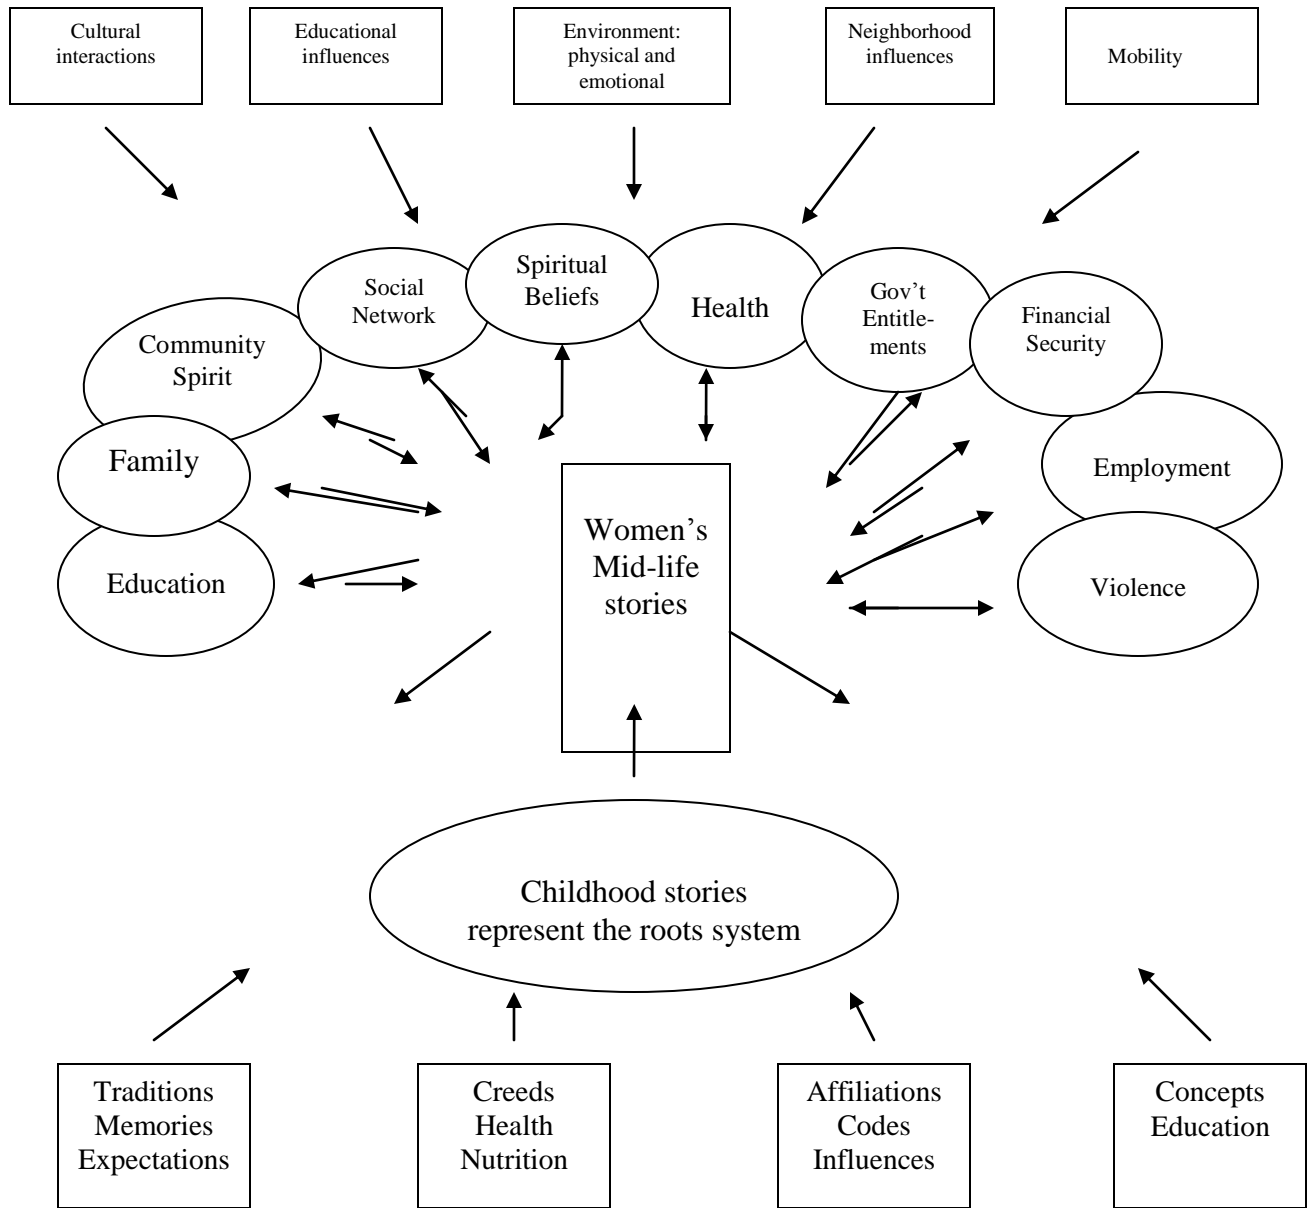 Cultural
interactions
Educational
influences
Environment:
physical and
emotional
Neighborhood
influences
Mobility
Social
Network
Spiritual
Beliefs
Health
Gov’t
Entitle-
ments
Financial
Security
Community
Spirit
Family
Education
Employment
Violence
Women’s
Mid-life
stories
Childhood stories
represent the roots system
Traditions
Memories
Expectations
Creeds
Health
Nutrition
Affiliations
Codes
Influences
Concepts
Education